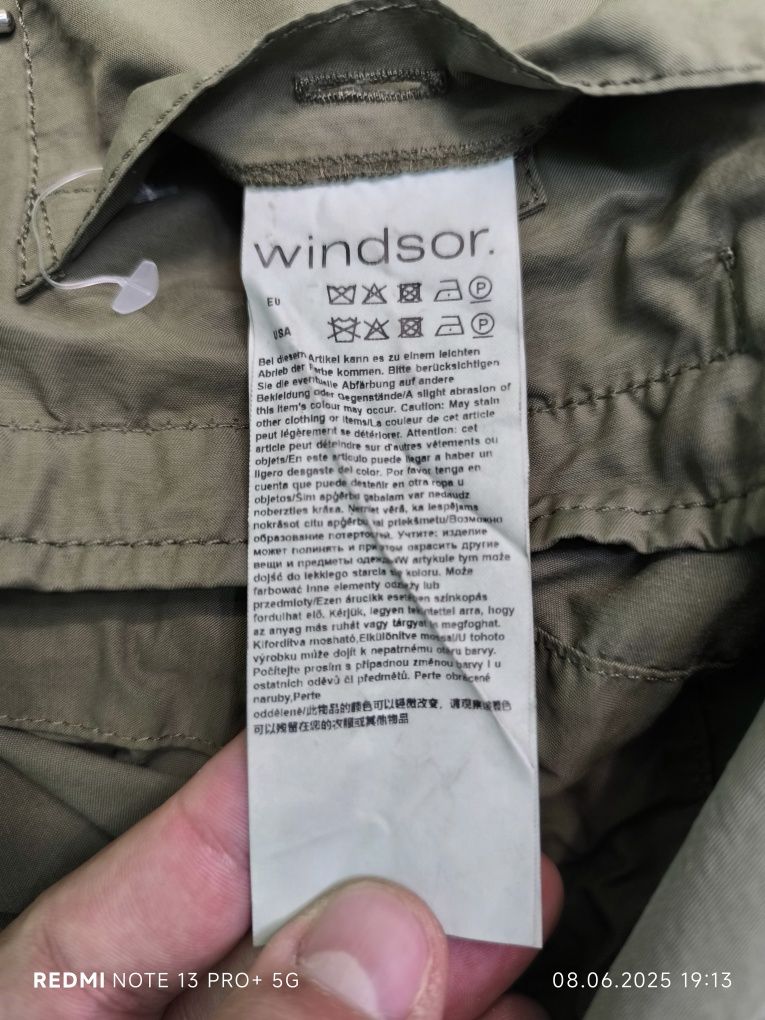 windsor.
EU
P
USA
P
Bei diesem Artikel kann es zu einem leichten
Abrieb der Farbe kommen. Bitte berücksichtigen
Sie die eventuelle Abfärbung auf andere
Bekleidung oder Gegenstände/A slight abrasion of
this item's colour may occur. Caution: May stain
other clothing or items/La couleur de cet article
peut légèrement se détériorer. Attention: cet
article peut déteindre sur d'autres vêtements ou
objets/En este artículo puede llegar a haber un
ligero desgaste del color. Por favor tenga en
cuenta que puede desteñir en otra ropa u
objetos/Šim apģērbu gabalam var nedaudz
noberzties krāsa. Ņemiet vērā, ka iespējams
nokrāsot citu apģērbu vai priekšmetu/Возможно
образование потертостей. Учтите: изделие
может полинять и при этом окрасить другие
вещи и предметы одежды/W artykule tym może
dojść do lekkiego starcia się koloru. Może
farbować inne elementy odzieży lub
przedmioty/Ezen árucikk esetében színkopás
fordulhat elő. Kérjük, legyen tekintettel arra, hogy
az anyag más ruhát vagy tárgyat is megfoghat.
Kifordítva mosható,Elkülönítve mossa!/U tohoto
výrobku může dojít k nepatrnému otěru barvy.
Počítejte prosím s případnou změnou barvy i u
ostatních oděvů či předmětů. Perte obrácené
naruby,Perte
odděleně/此物品的颜色可以轻微改变，请观察该着色
可以残留在您的衣服或其他物品
REDMI NOTE 13 PRO+ 5G
08.06.2025 19:13